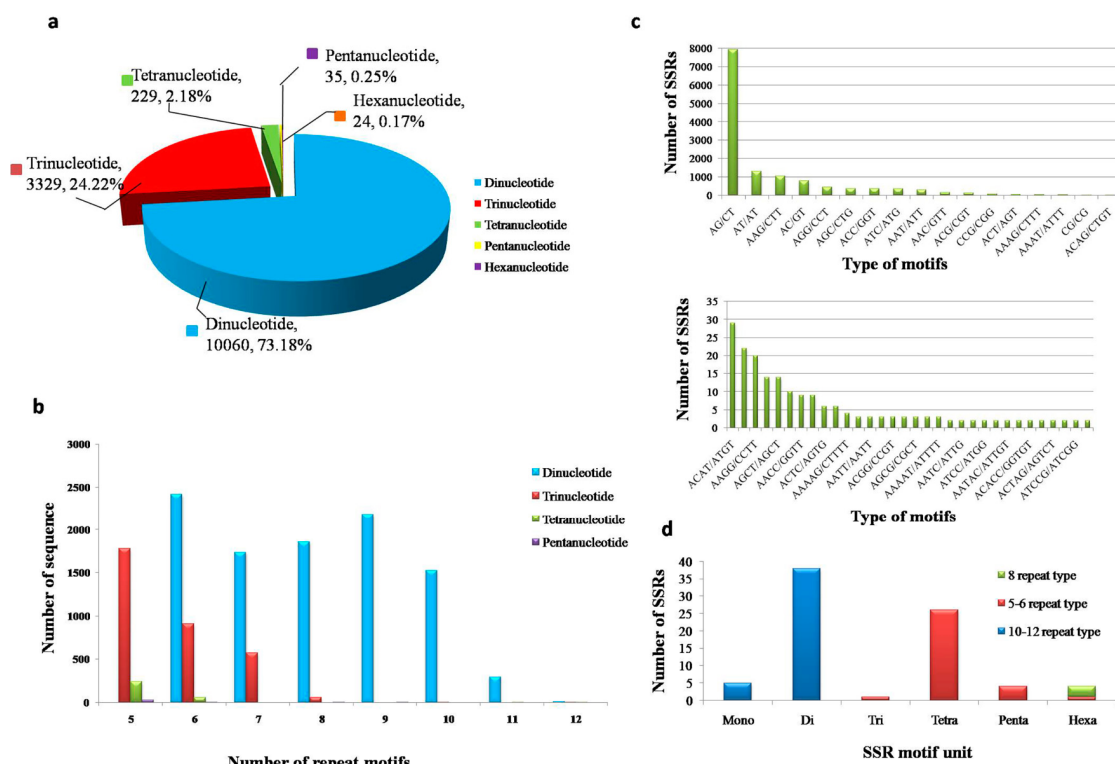 a
Pentanucleotide,
35, 0.25%
Tetranucleotide,
229, 2.18%
Hexanucleotide,
24, 0.17%
Trinucleotide,
3329, 24.22%
Dinucleotide,
10060, 73.18%
Dinucleotide
Trinucleotide
Tetranucleotide
Pentanucleotide
Hexanucleotide
b
Number of sequence
3000
2500
2000
1500
1000
500
0
5 6 7 8 9 10 11 12
Number of repeat motifs
Dinucleotide
Trinucleotide
Tetranucleotide
Pentanucleotide
c
Number of SSRs
8000
7000
6000
5000
4000
3000
2000
1000
0
AG/CT
AT/AT
AAG/CTT
AC/GT
AGG/CCT
AGC/CTG
ACC/GGT
ATC/ATG
AAT/ATT
AAC/GTT
ACG/CGT
CCG/CGG
ACT/AGT
AAAG/CTTT
AAAT/ATTT
CG/CG
ACAG/CTGT
Type of motifs
Number of SSRs
35
30
25
20
15
10
5
0
ACAT/ATGT
AAGG/CCTT
AGCT/AGCT
AACC/GGTT
ACTC/AGTG
AAAAG/CTTTT
AATT/AATT
ACGG/CCGT
AGCG/CGCT
AAAAT/ATTTT
AATC/ATTG
ATCC/ATGG
AATAC/ATTGT
ACACC/GGTGT
ACTAG/AGTCT
ATCCG/ATCGG
Type of motifs
d
Number of SSRs
40
35
30
25
20
15
10
5
0
Mono Di Tri Tetra Penta Hexa
SSR motif unit
8 repeat type
5-6 repeat type
10-12 repeat type